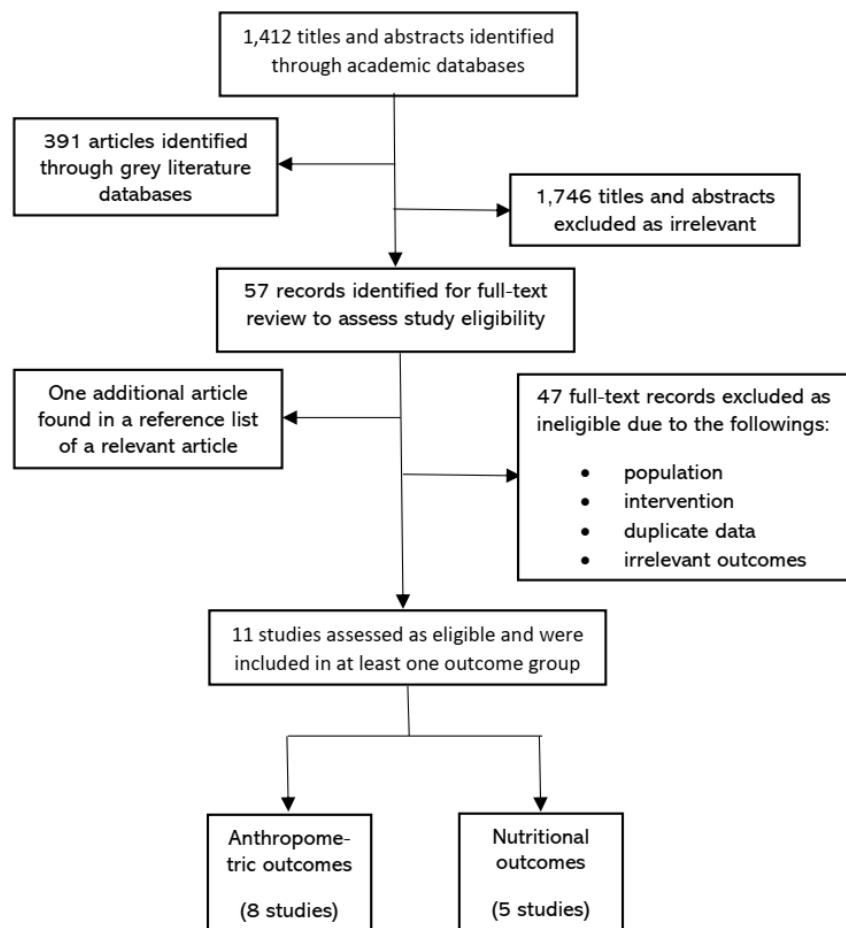 1,412 titles and abstracts identified
through academic databases
391 articles identified
through grey literature
databases
1,746 titles and abstracts
excluded as irrelevant
57 records identified for full-text
review to assess study eligibility
One additional article
found in a reference list
of a relevant article
47 full-text records excluded as
ineligible due to the followings:
• population
• intervention
• duplicate data
• irrelevant outcomes
11 studies assessed as eligible and were
included in at least one outcome group
Anthropome-
tric outcomes
(8 studies)
Nutritional
outcomes
(5 studies)